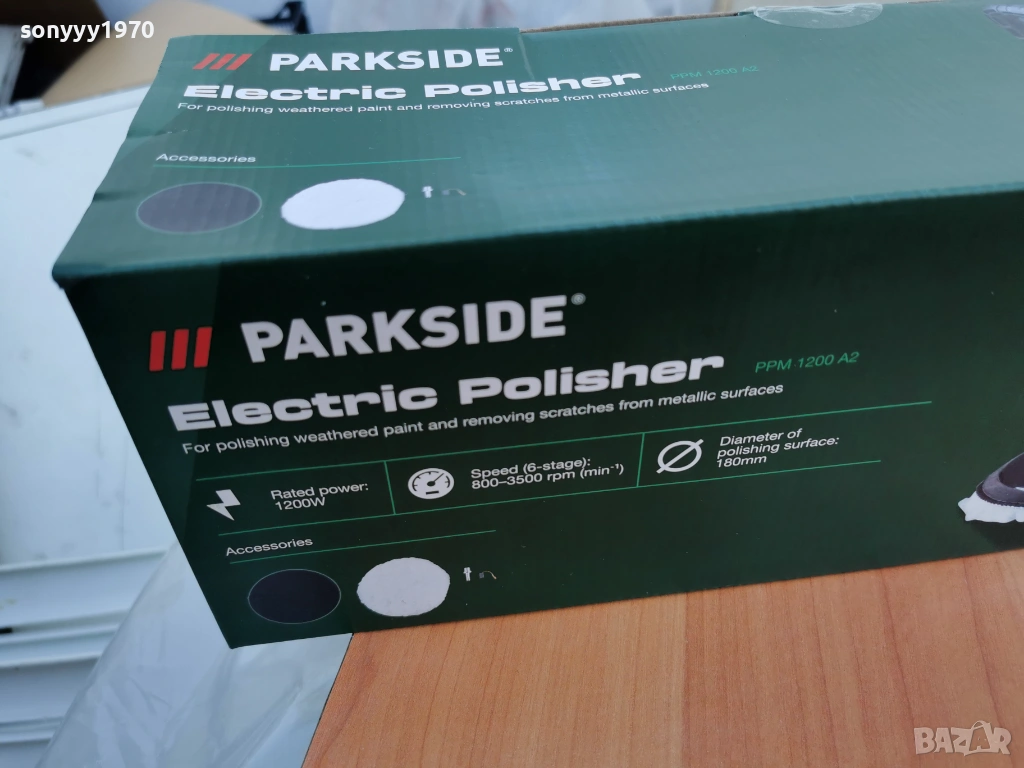 sonyyy1970
PARKSIDE®
Electric Polisher PPM 1200 A2
For polishing weathered paint and removing scratches from metallic surfaces
Accessories
PARKSIDE®
Electric Polisher PPM 1200 A2
For polishing weathered paint and removing scratches from metallic surfaces
Rated power:
1200W
Speed (6-stage):
800–3500 rpm (min⁻¹)
Diameter of
polishing surface:
180mm
Accessories
BAZAR